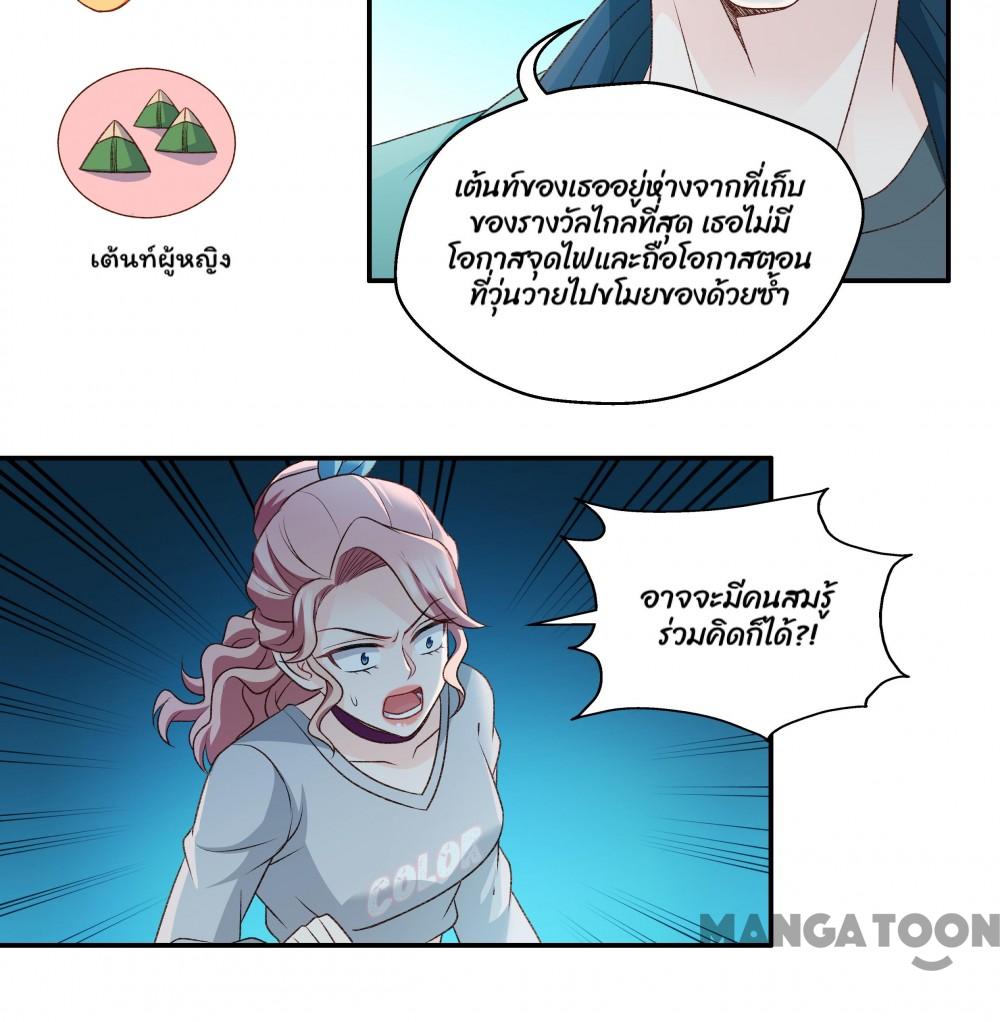 เต้นท์ของเธออยู่ห่างจากที่เก็บ
ของรางวัลไกลที่สุด เธอไม่มี
โอกาสจุดไฟและถือโอกาสตอน
ที่วุ่นวายไปขโมยของด้วยซ้ำ
เต้นท์ผู้หญิง
อาจจะมีคนสมรู้
ร่วมคิดก็ได้?!
COLOR
MANGATOON